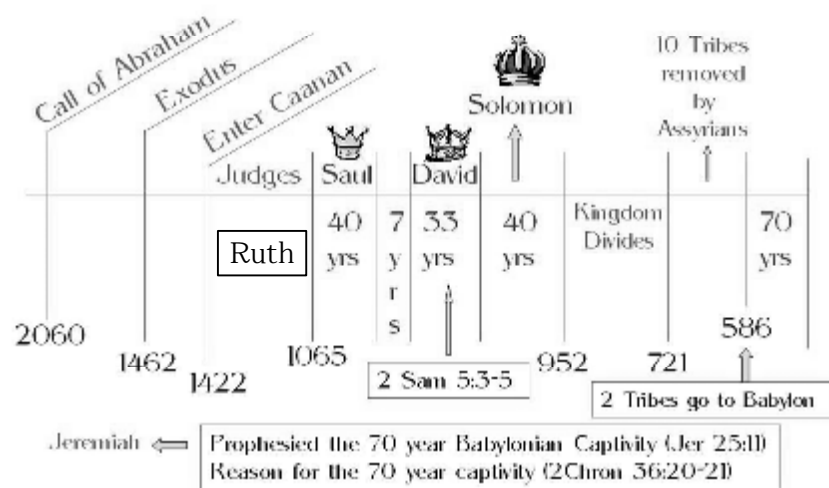 Call of Abraham
Exodus
Enter Caanan
10 Tribes
removed
by
Assyrians
Solomon
Judges
Saul
David
Ruth
40
yrs
7
y
r
s
33
yrs
40
yrs
Kingdom
Divides
70
yrs
2060
1462
1422
1065
952
721
586
2 Sam 5:3-5
2 Tribes go to Babylon
Jeremiah
Prophesied the 70 year Babylonian Captivity (Jer 25:11)
Reason for the 70 year captivity (2Chron 36:20-21)